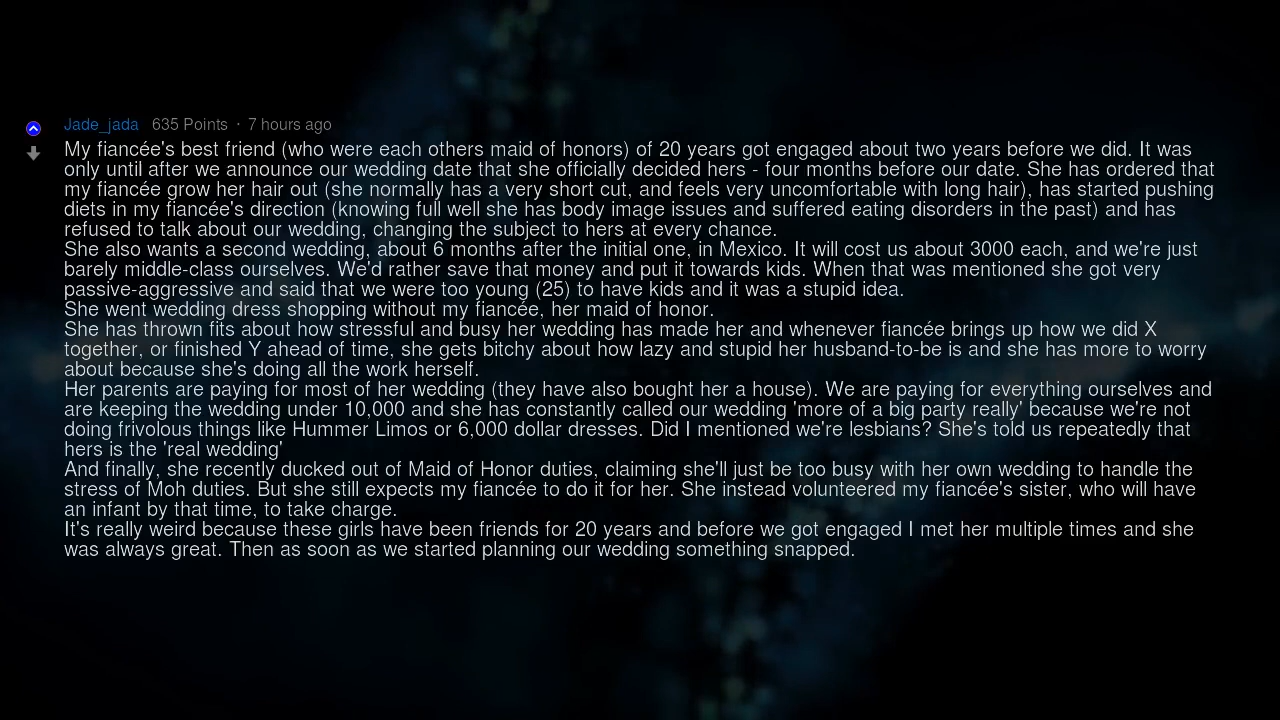 Jade_jada 635 Points · 7 hours ago
My fiancée's best friend (who were each others maid of honors) of 20 years got engaged about two years before we did. It was
only until after we announce our wedding date that she officially decided hers - four months before our date. She has ordered that
my fiancée grow her hair out (she normally has a very short cut, and feels very uncomfortable with long hair), has started pushing
diets in my fiancée's direction (knowing full well she has body image issues and suffered eating disorders in the past) and has
refused to talk about our wedding, changing the subject to hers at every chance.
She also wants a second wedding, about 6 months after the initial one, in Mexico. It will cost us about 3000 each, and we're just
barely middle-class ourselves. We'd rather save that money and put it towards kids. When that was mentioned she got very
passive-aggressive and said that we were too young (25) to have kids and it was a stupid idea.
She went wedding dress shopping without my fiancée, her maid of honor.
She has thrown fits about how stressful and busy her wedding has made her and whenever fiancée brings up how we did X
together, or finished Y ahead of time, she gets bitchy about how lazy and stupid her husband-to-be is and she has more to worry
about because she's doing all the work herself.
Her parents are paying for most of her wedding (they have also bought her a house). We are paying for everything ourselves and
are keeping the wedding under 10,000 and she has constantly called our wedding 'more of a big party really' because we're not
doing frivolous things like Hummer Limos or 6,000 dollar dresses. Did I mentioned we're lesbians? She's told us repeatedly that
hers is the 'real wedding'
And finally, she recently ducked out of Maid of Honor duties, claiming she'll just be too busy with her own wedding to handle the
stress of Moh duties. But she still expects my fiancée to do it for her. She instead volunteered my fiancée's sister, who will have
an infant by that time, to take charge.
It's really weird because these girls have been friends for 20 years and before we got engaged I met her multiple times and she
was always great. Then as soon as we started planning our wedding something snapped.